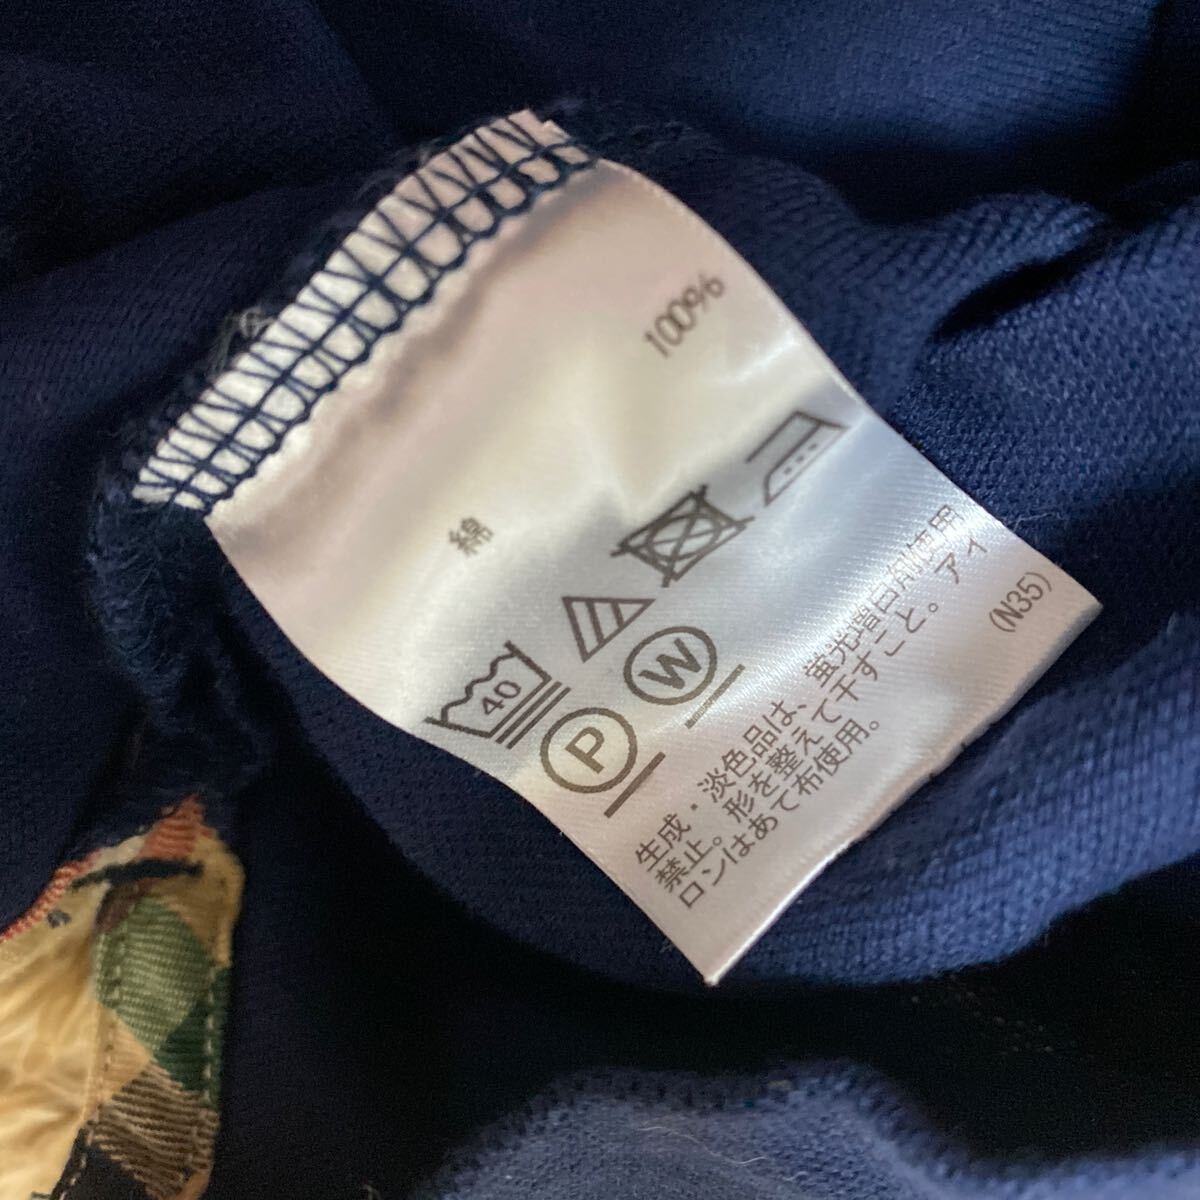 綿 100%
40
P W
生成・淡色品は、蛍光増白剤使用
禁止。形を整えて干すこと。アイ
ロンはあて布使用。
(N35)